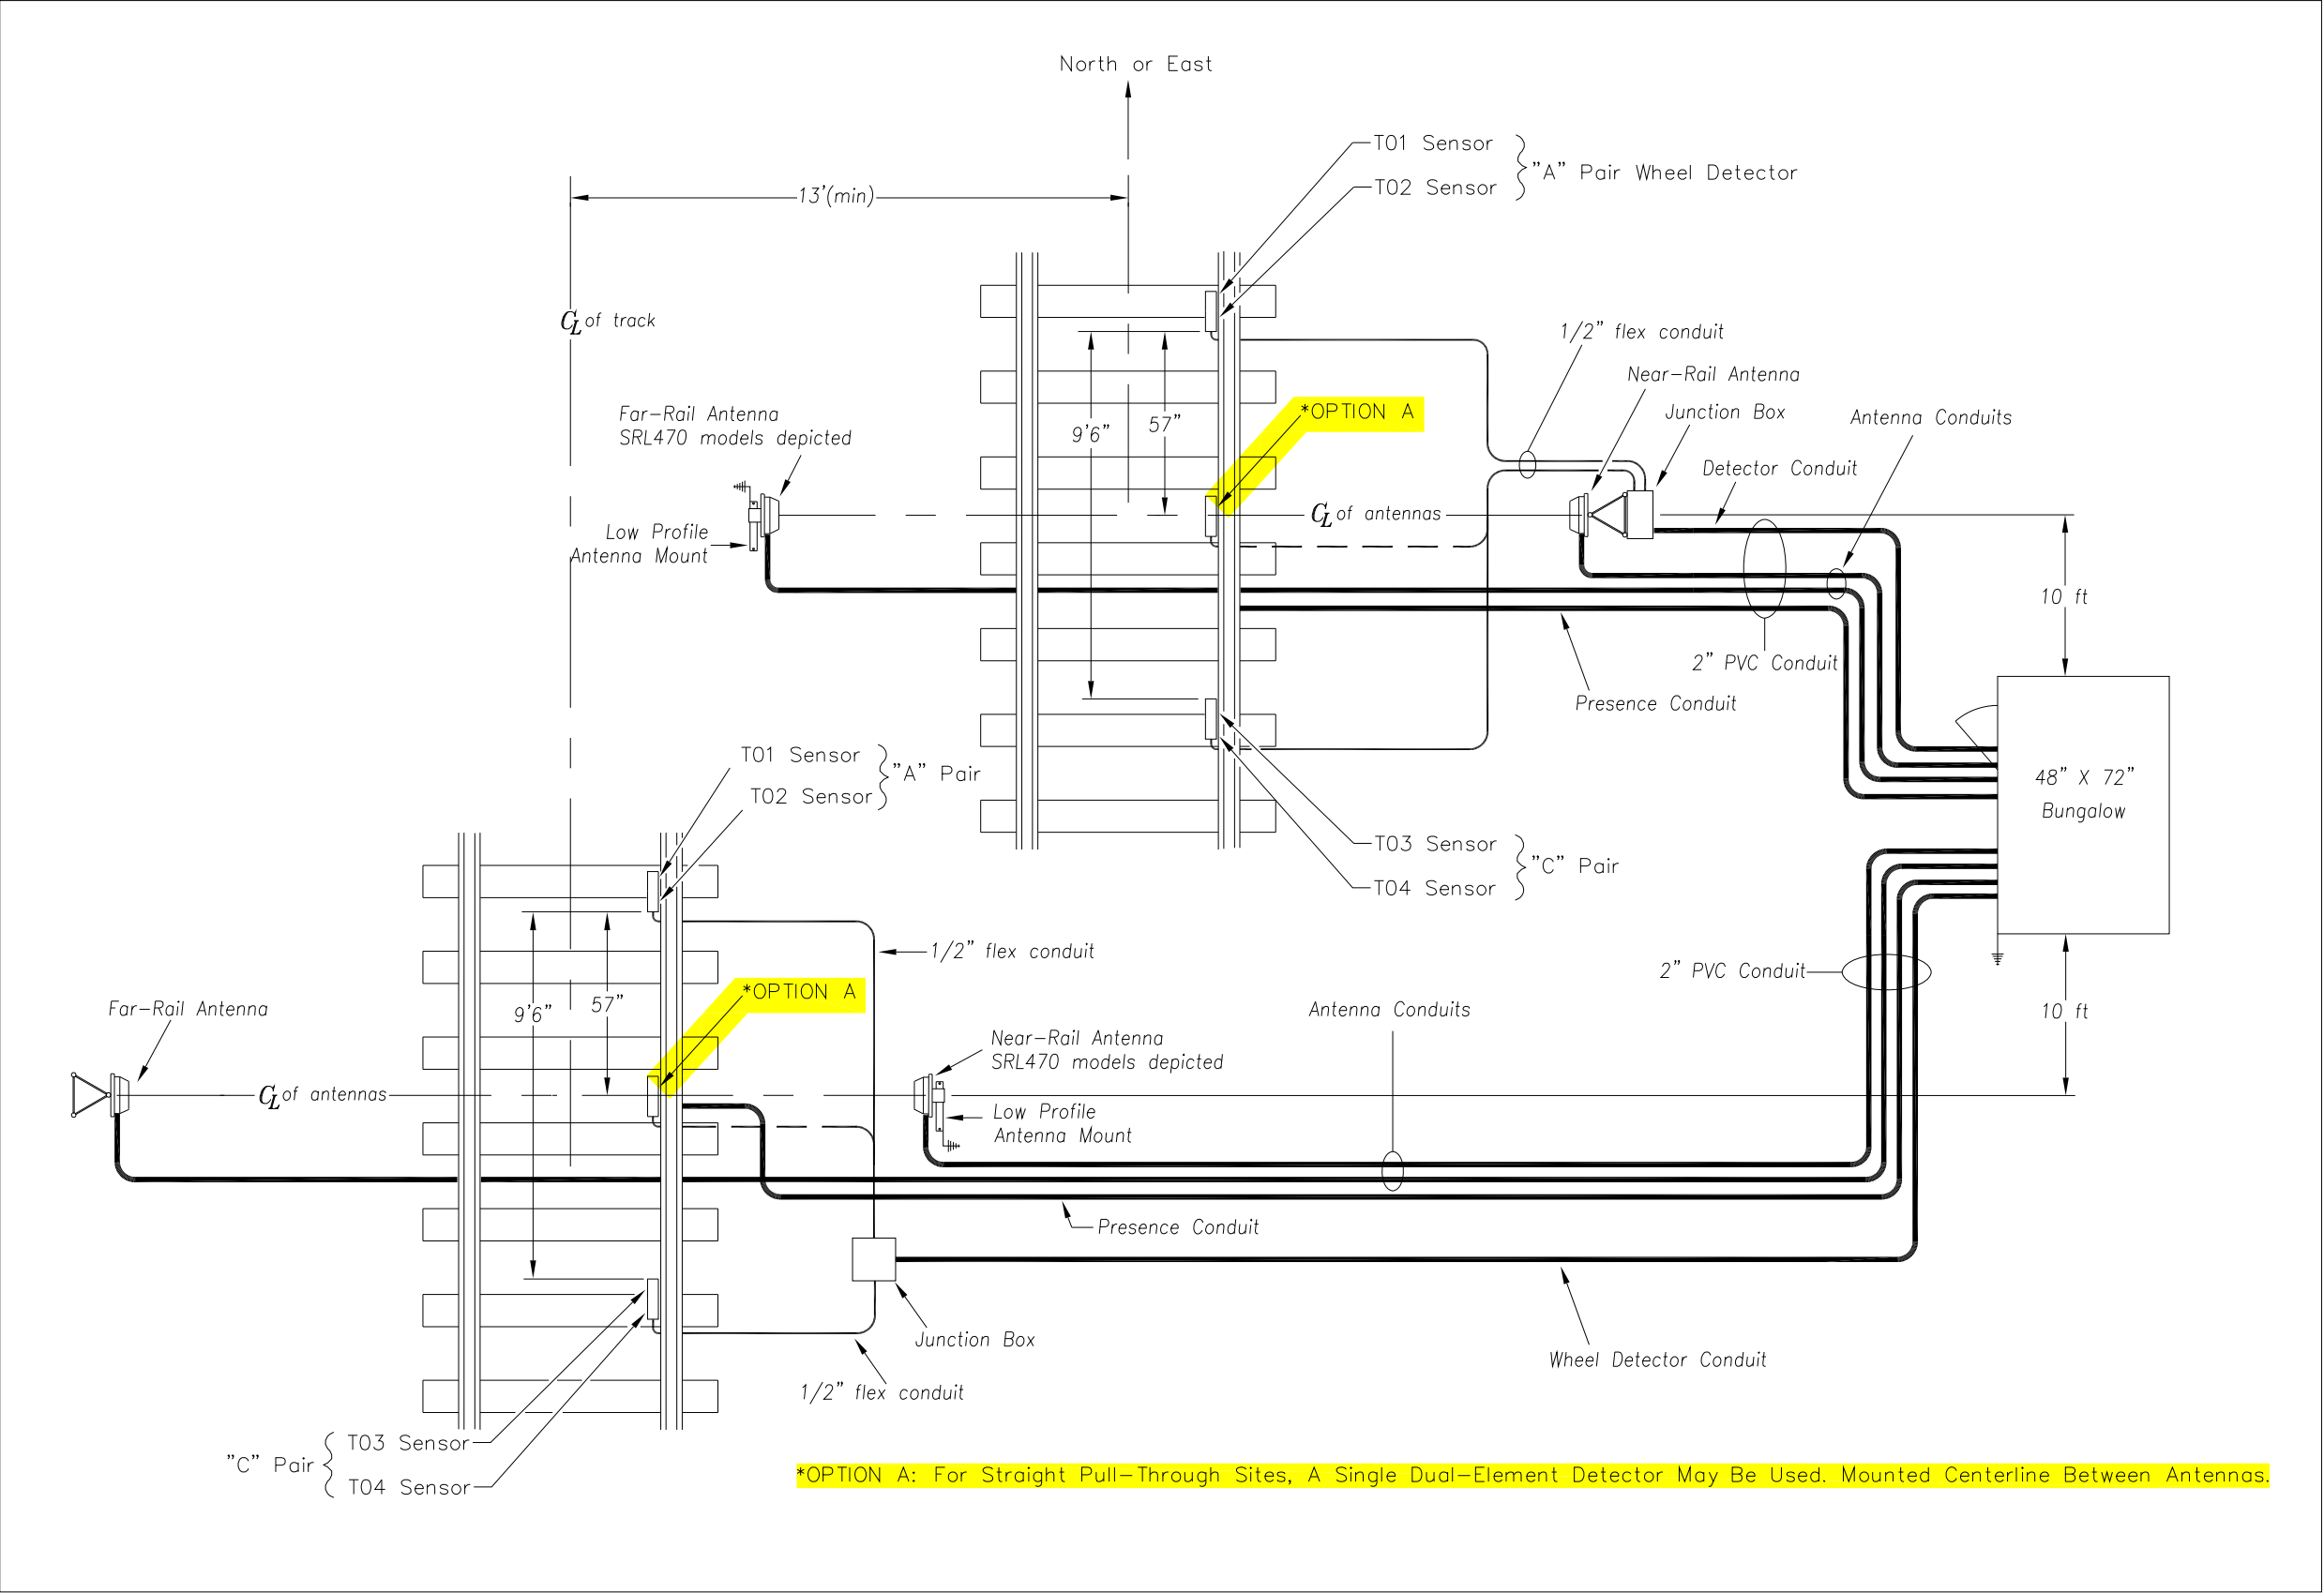 North or East
T01 Sensor
"A" Pair Wheel Detector
T02 Sensor
13'(min)
CL of track
1/2" flex conduit
Near-Rail Antenna
Junction Box
Antenna Conduits
Far-Rail Antenna
SRL470 models depicted
*OPTION A
57"
9'6"
Detector Conduit
Low Profile
Antenna Mount
CL of antennas
10 ft
2" PVC Conduit
Presence Conduit
T01 Sensor
"A" Pair
T02 Sensor
48" X 72"
Bungalow
T03 Sensor
"C" Pair
T04 Sensor
1/2" flex conduit
2" PVC Conduit
*OPTION A
57"
9'6"
Far-Rail Antenna
Antenna Conduits
10 ft
Near-Rail Antenna
SRL470 models depicted
CL of antennas
Low Profile
Antenna Mount
Presence Conduit
Junction Box
Wheel Detector Conduit
1/2" flex conduit
T03 Sensor
"C" Pair
T04 Sensor
*OPTION A: For Straight Pull-Through Sites, A Single Dual-Element Detector May Be Used. Mounted Centerline Between Antennas.